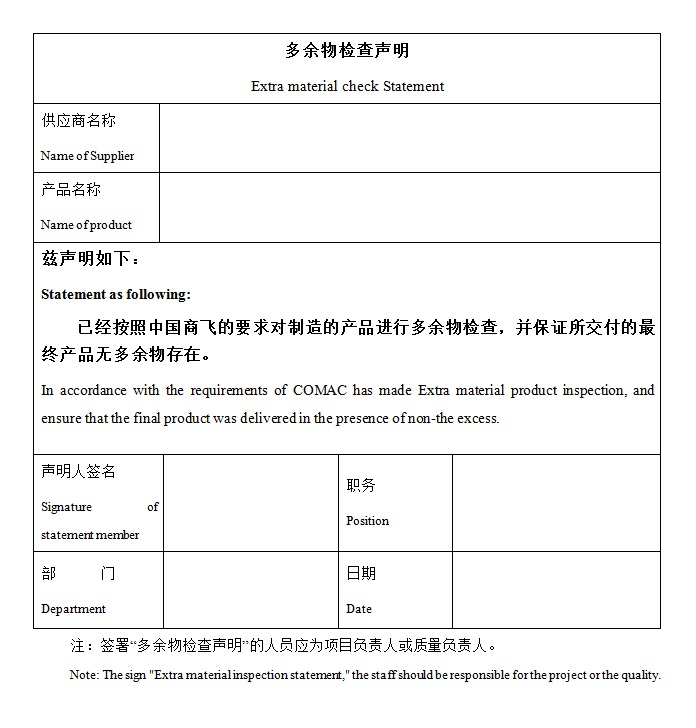 多余物检查声明
Extra material check Statement
供应商名称
Name of Supplier
产品名称
Name of product
兹声明如下：
Statement as following:
已经按照中国商飞的要求对制造的产品进行多余物检查，并保证所交付的最
终产品无多余物存在。
In accordance with the requirements of COMAC has made Extra material product inspection, and
ensure that the final product was delivered in the presence of non-the excess.
声明人签名
Signature of
statement member
职务
Position
部 门
Department
日期
Date
注：签署“多余物检查声明”的人员应为项目负责人或质量负责人。
Note: The sign "Extra material inspection statement," the staff should be responsible for the project or the quality.